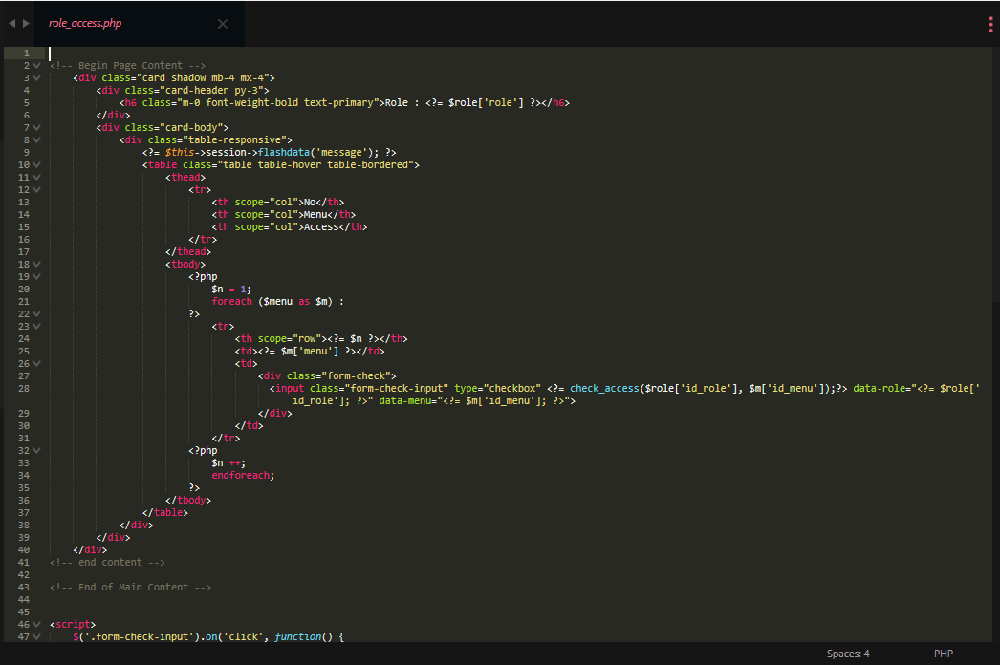 role_access.php
1
2 <!-- Begin Page Content -->
3 <div class="card shadow mb-4 mx-4">
4 <div class="card-header py-3">
5 <h6 class="m-0 font-weight-bold text-primary">Role : <?= $role['role'] ?></h6>
6 </div>
7 <div class="card-body">
8 <div class="table-responsive">
9 <?= $this->session->flashdata('message'); ?>
10 <table class="table table-hover table-bordered">
11 <thead>
12 <tr>
13 <th scope="col">No</th>
14 <th scope="col">Menu</th>
15 <th scope="col">Access</th>
16 </tr>
17 </thead>
18 <tbody>
19 <?php
20 $n = 1;
21 foreach ($menu as $m) :
22 ?>
23 <tr>
24 <th scope="row"><?= $n ?></th>
25 <td><?= $m['menu'] ?></td>
26 <td>
27 <div class="form-check">
28 <input class="form-check-input" type="checkbox" <?= check_access($role['id_role'], $m['id_menu']);?> data-role="<?= $role['
id_role']; ?>" data-menu="<?= $m['id_menu']; ?>">
29 </div>
30 </td>
31 </tr>
32 <?php
33 $n ++;
34 endforeach;
35 ?>
36 </tbody>
37 </table>
38 </div>
39 </div>
40 </div>
41 <!-- end content -->
42
43 <!-- End of Main Content -->
44
45
46 <script>
47 $('.form-check-input').on('click', function() {
Spaces: 4 PHP